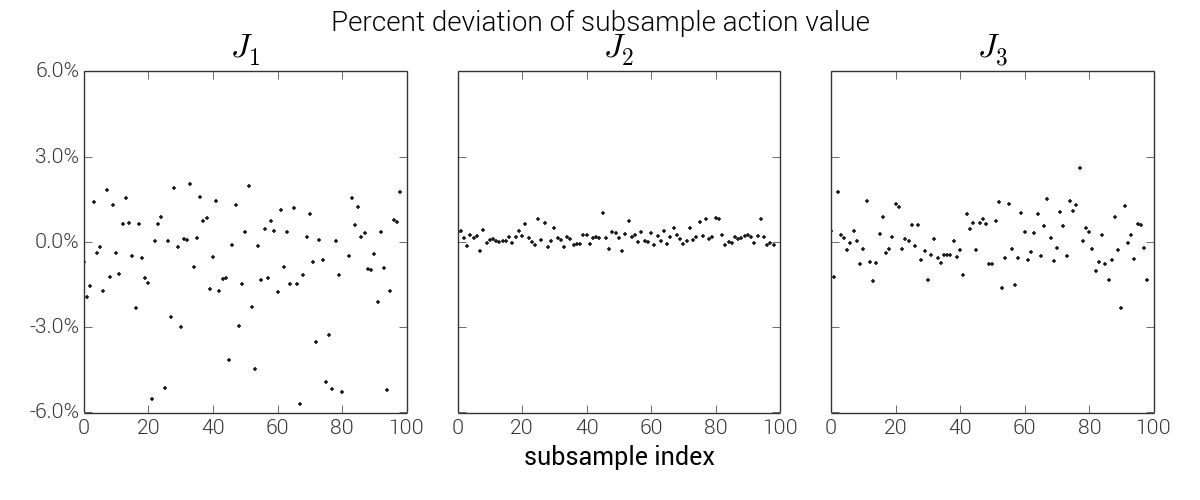 Percent deviation of subsample action value
J1 J2 J3
6.0%
3.0%
0.0%
-3.0%
-6.0%
0 20 40 60 80 100 0 20 40 60 80 100 0 20 40 60 80 100
subsample index